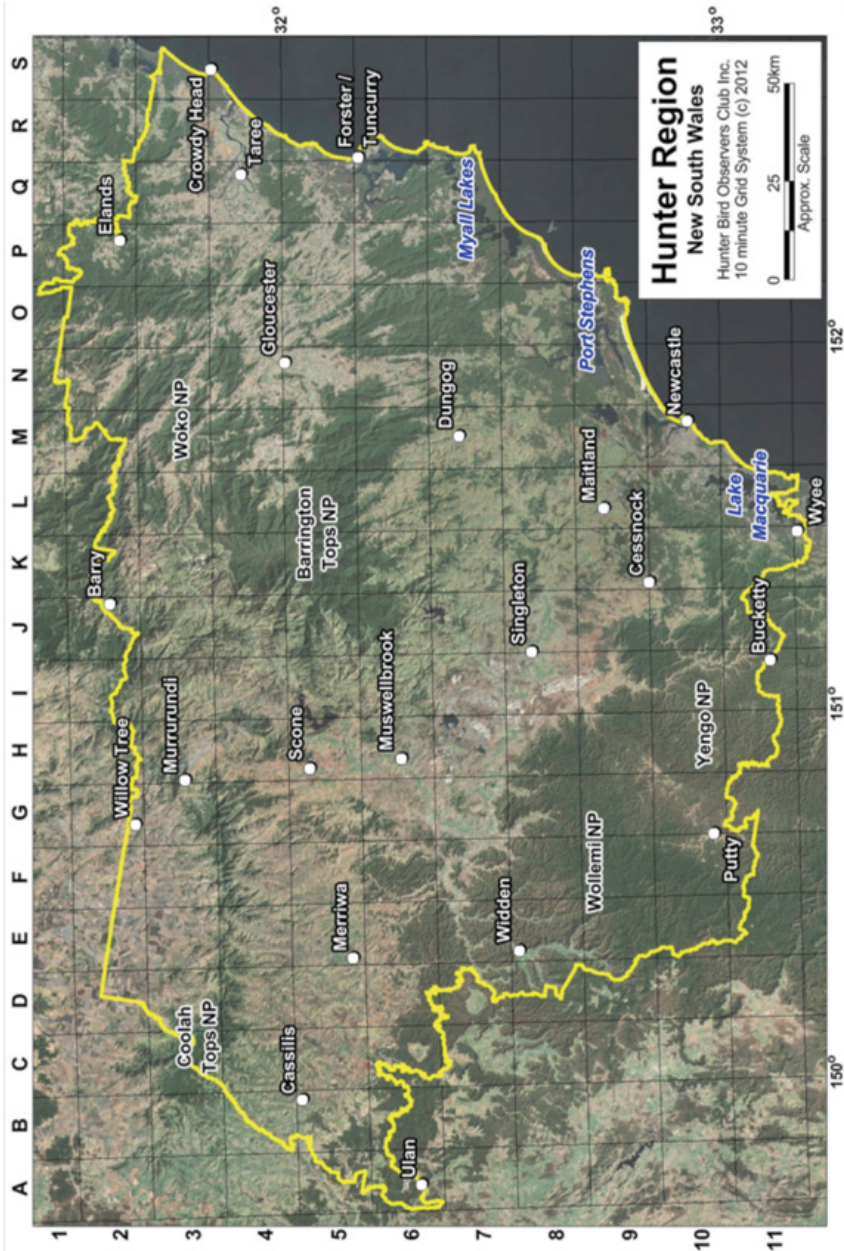 A B C D E F G H I J K L M N O P Q R S
1
2
3
4
5
6
7
8
9
10
11
32°
33°
150°
151°
152°
Willow Tree
Barry
Elands
Murrurundi
Woko NP
Crowdy Head
Taree
Coolah
Tops NP
Cassilis
Scone
Barrington
Tops NP
Gloucester
Forster /
Tuncurry
Merriwa
Muswellbrook
Ulan
Dungog
Myall Lakes
Widden
Singleton
Wollemi NP
Maitland
Port Stephens
Cessnock
Newcastle
Putty
Yengo NP
Bucketty
Lake
Macquarie
Wyee
Hunter Region
New South Wales
Hunter Bird Observers Club Inc.
10 minute Grid System (c) 2012
0 25 50km
Approx. Scale